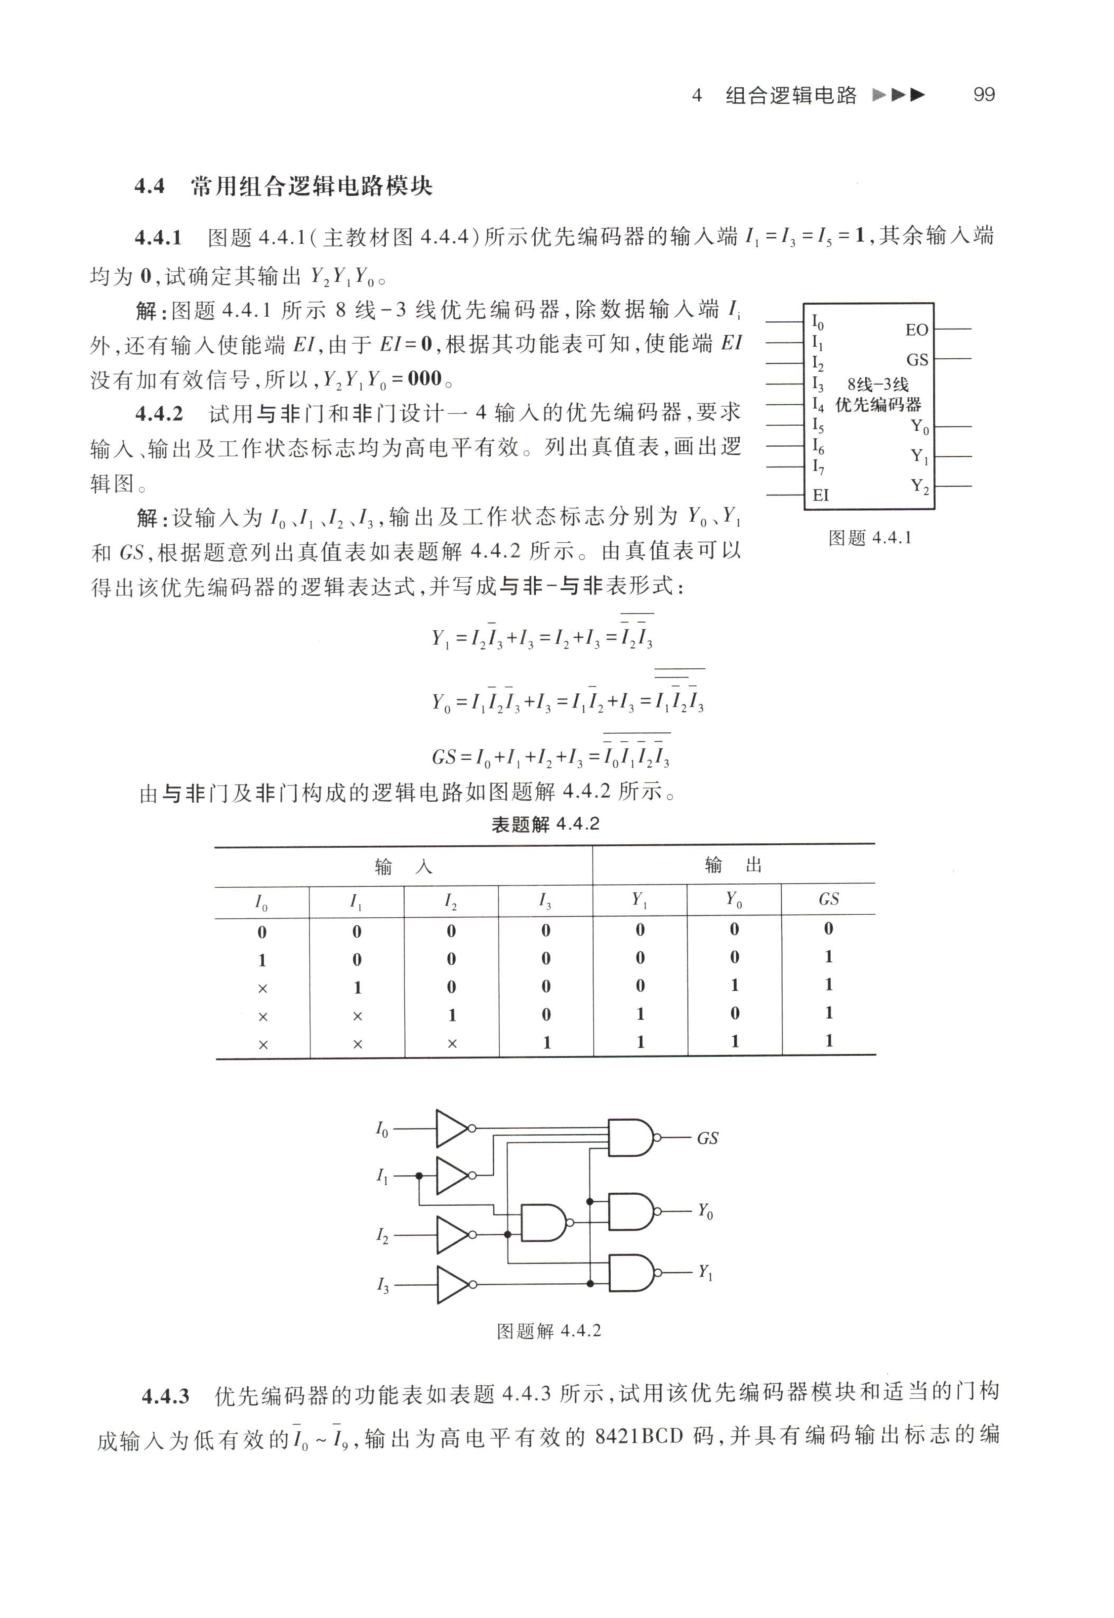 4 组合逻辑电路 ▶▶▶ 99
4.4 常用组合逻辑电路模块
4.4.1 图题 4.4.1(主教材图 4.4.4)所示优先编码器的输入端 I₁=I₃=I₅=1,其余输入端
均为 0,试确定其输出 Y₂Y₁Y₀。
解:图题 4.4.1 所示 8 线-3 线优先编码器,除数据输入端 Iᵢ
外,还有输入使能端 EI,由于 EI=0,根据其功能表可知,使能端 EI
没有加有效信号,所以,Y₂Y₁Y₀=000。
4.4.2 试用与非门和非门设计一 4 输入的优先编码器,要求
输入、输出及工作状态标志均为高电平有效。列出真值表,画出逻
辑图。
解:设输入为 I₀、I₁、I₂、I₃,输出及工作状态标志分别为 Y₀、Y₁
和 GS,根据题意列出真值表如表题解 4.4.2 所示。由真值表可以
得出该优先编码器的逻辑表达式,并写成与非-与非表形式:
I₀
I₁
I₂
I₃
I₄
I₅
I₆
I₇
EI
8线-3线
优先编码器
EO
GS
Y₀
Y₁
Y₂
图题 4.4.1
Y₁=I₂I̅₃+I₃=I₂+I₃=\overline{\overline{I₂}\,\overline{I₃}}
Y₀=I₁I̅₂I̅₃+I₃=I₁I̅₂+I₃=\overline{\overline{I₁I̅₂}\,I̅₃}
GS=I₀+I₁+I₂+I₃=\overline{I̅₀I̅₁I̅₂I̅₃}
由与非门及非门构成的逻辑电路如图题解 4.4.2 所示。
表题解 4.4.2
输 入 输 出
I₀ I₁ I₂ I₃ Y₁ Y₀ GS
0 0 0 0 0 0 0
1 0 0 0 0 0 1
× 1 0 0 0 1 1
× × 1 0 1 0 1
× × × 1 1 1 1
I₀
GS
I₁
Y₀
I₂
Y₁
I₃
图题解 4.4.2
4.4.3 优先编码器的功能表如表题 4.4.3 所示,试用该优先编码器模块和适当的门构
成输入为低有效的I̅₀~I̅₉,输出为高电平有效的 8421BCD 码,并具有编码输出标志的编